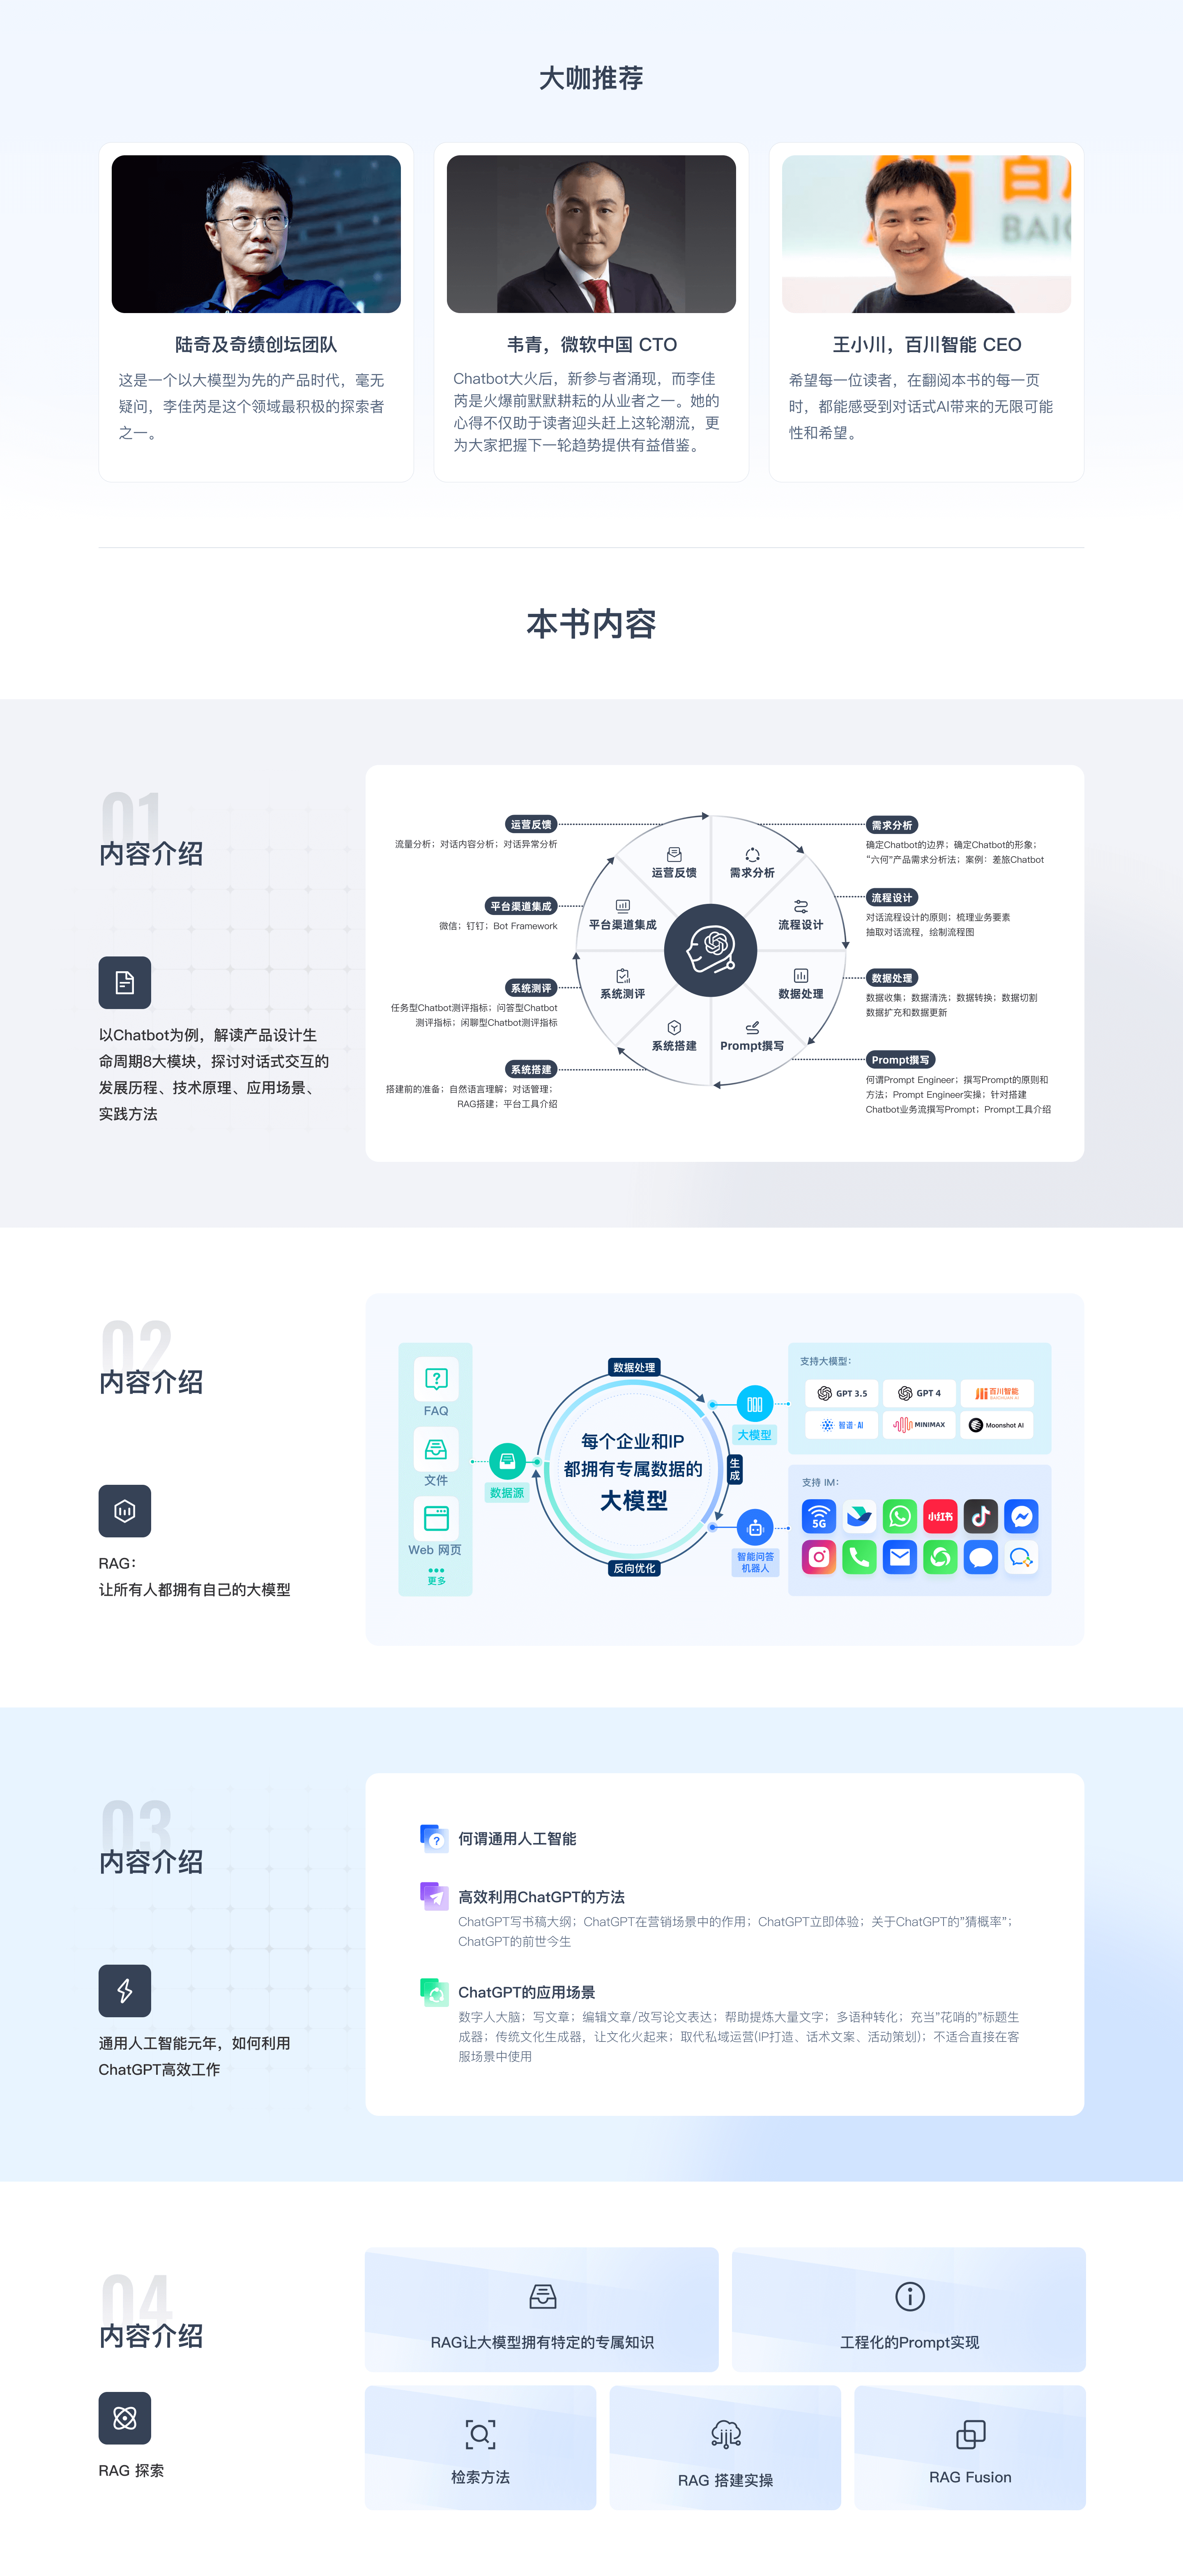 大咖推荐
百川
BAIC
陆奇及奇绩创坛团队
这是一个以大模型为先的产品时代，毫无
疑问，李佳芮是这个领域最积极的探索者
之一。
韦青，微软中国 CTO
Chatbot大火后，新参与者涌现，而李佳
芮是火爆前默默耕耘的从业者之一。她的
心得不仅助于读者迎头赶上这轮潮流，更
为大家把握下一轮趋势提供有益借鉴。
王小川，百川智能 CEO
希望每一位读者，在翻阅本书的每一页
时，都能感受到对话式AI带来的无限可能
性和希望。
本书内容
01
内容介绍
以Chatbot为例，解读产品设计生
命周期8大模块，探讨对话式交互的
发展历程、技术原理、应用场景、
实践方法
运营反馈
流量分析；对话内容分析；对话异常分析
平台渠道集成
微信；钉钉；Bot Framework
系统测评
任务型Chatbot测评指标；问答型Chatbot
测评指标；闲聊型Chatbot测评指标
系统搭建
搭建前的准备；自然语言理解；对话管理；
RAG搭建；平台工具介绍
运营反馈
需求分析
平台渠道集成
流程设计
系统测评
数据处理
系统搭建
Prompt撰写
需求分析
确定Chatbot的边界；确定Chatbot的形象；
“六何”产品需求分析法；案例：差旅Chatbot
流程设计
对话流程设计的原则；梳理业务要素
抽取对话流程，绘制流程图
数据处理
数据收集；数据清洗；数据转换；数据切割
数据扩充和数据更新
Prompt撰写
何谓Prompt Engineer；撰写Prompt的原则和
方法；Prompt Engineer实操；针对搭建
Chatbot业务流撰写Prompt；Prompt工具介绍
02
内容介绍
RAG：
让所有人都拥有自己的大模型
FAQ
文件
Web 网页
更多
数据源
数据处理
每个企业和IP
都拥有专属数据的
大模型
生成
反向优化
大模型
智能问答
机器人
支持大模型：
GPT 3.5
GPT 4
百川智能
BAICHUAN AI
智谱·AI
MINIMAX
Moonshot AI
支持 IM：
5G
小红书
03
内容介绍
通用人工智能元年，如何利用
ChatGPT高效工作
何谓通用人工智能
高效利用ChatGPT的方法
ChatGPT写书稿大纲；ChatGPT在营销场景中的作用；ChatGPT立即体验；关于ChatGPT的”猜概率”；
ChatGPT的前世今生
ChatGPT的应用场景
数字人大脑；写文章；编辑文章/改写论文表达；帮助提炼大量文字；多语种转化；充当”花哨的”标题生
成器；传统文化生成器，让文化火起来；取代私域运营(IP打造、话术文案、活动策划)；不适合直接在客
服场景中使用
04
内容介绍
RAG 探索
RAG让大模型拥有特定的专属知识
工程化的Prompt实现
检索方法
RAG 搭建实操
RAG Fusion